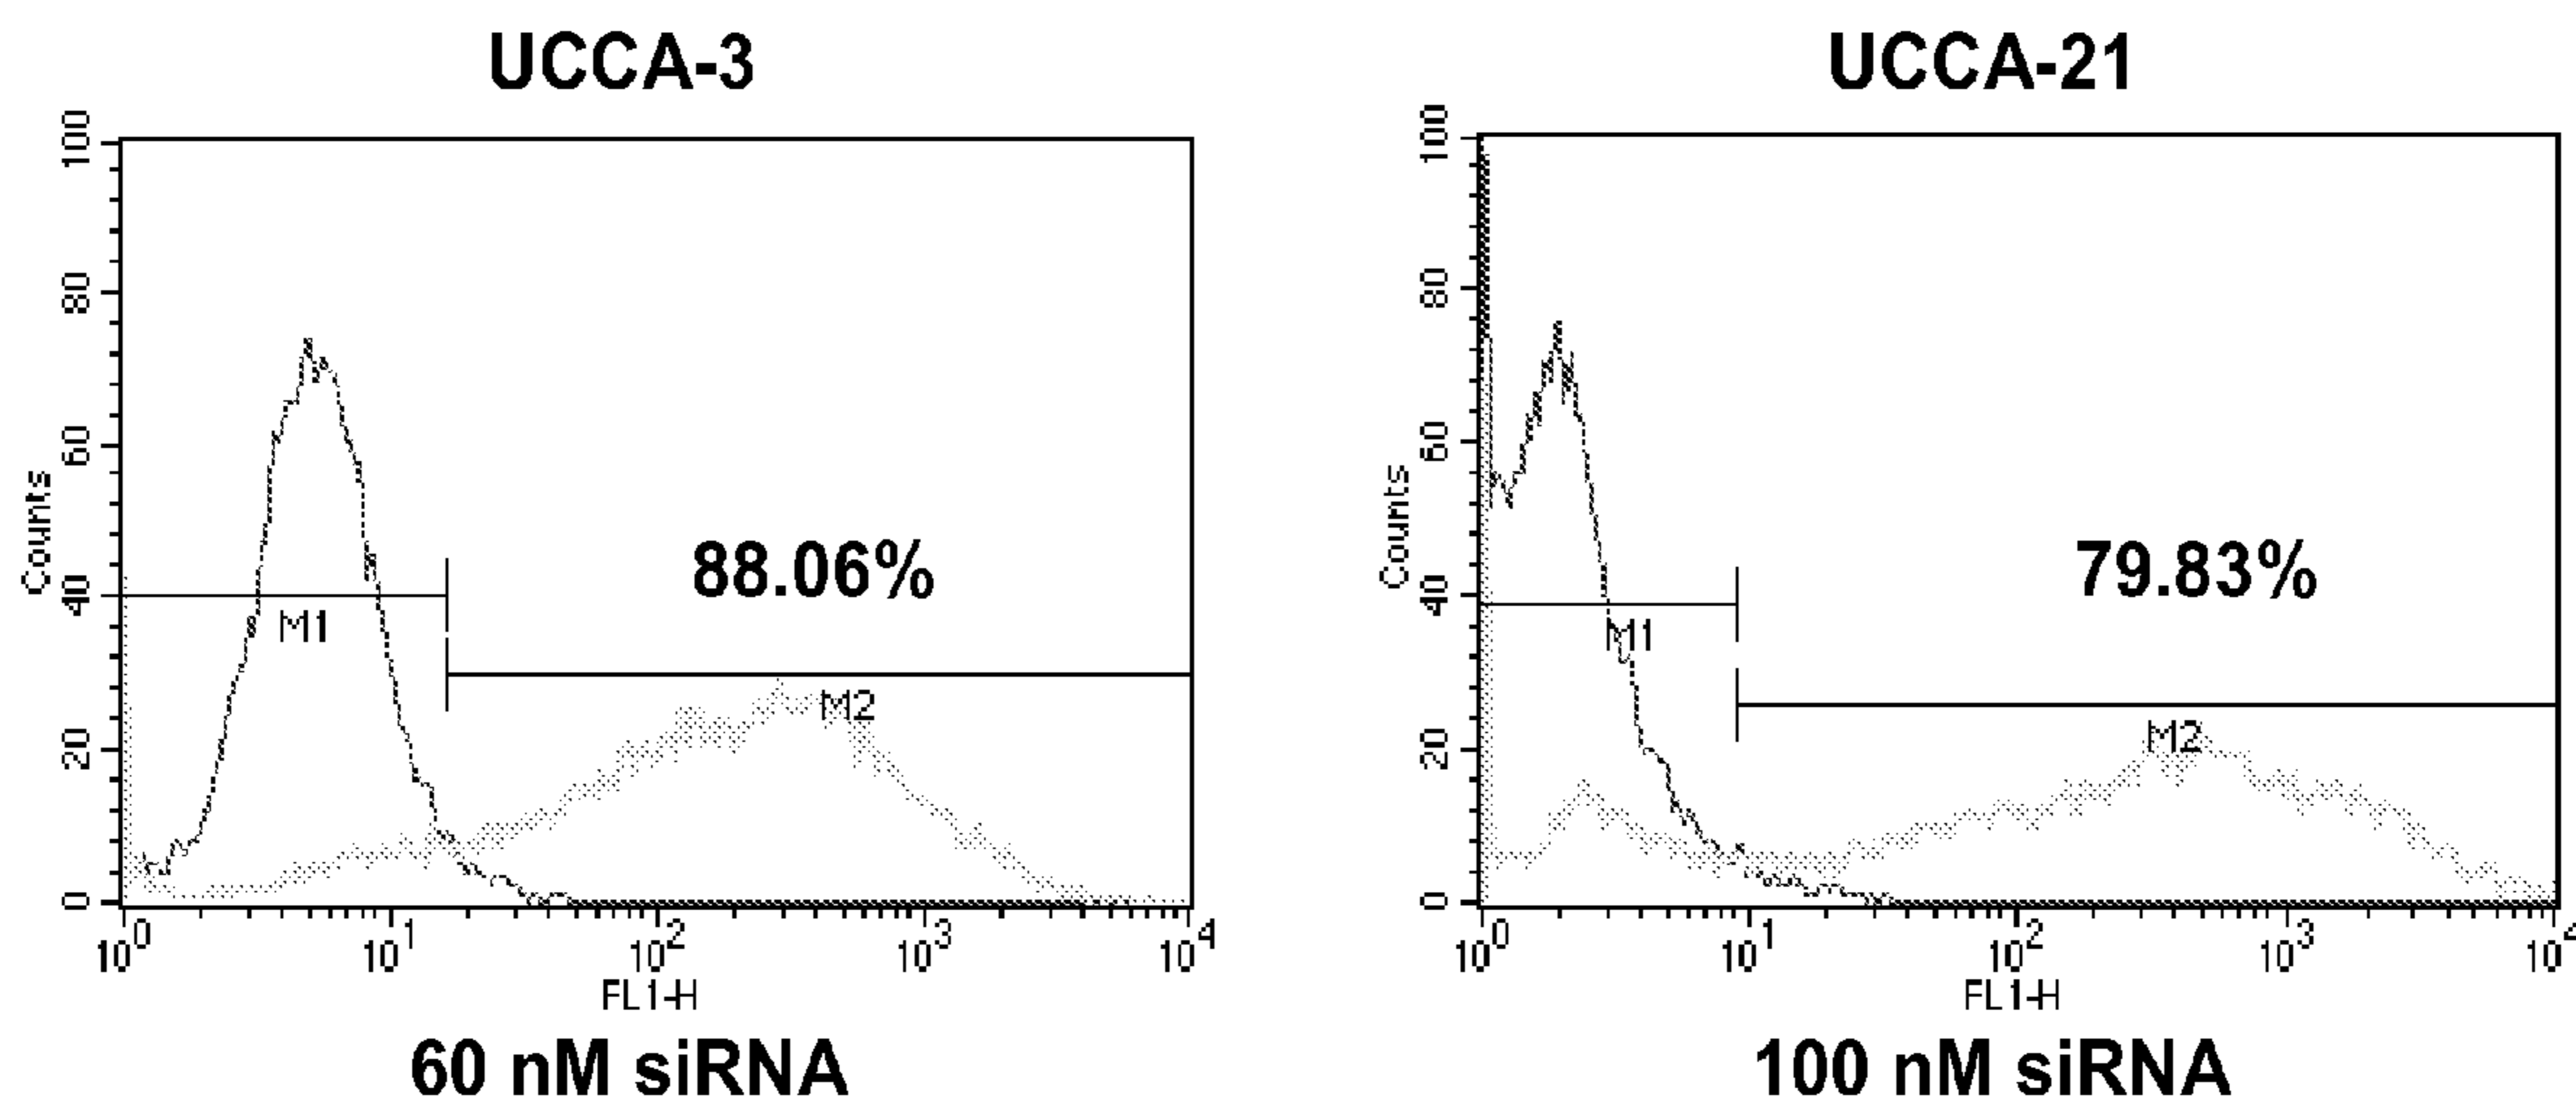 UCCA-3
100
80
60
40
20
0
Counts
M1
88.06%
M2
10^0 10^1 10^2 10^3 10^4
FL1-H
60 nM siRNA
UCCA-21
100
80
60
40
20
0
Counts
M1
79.83%
M2
10^0 10^1 10^2 10^3 10^4
FL1-H
100 nM siRNA